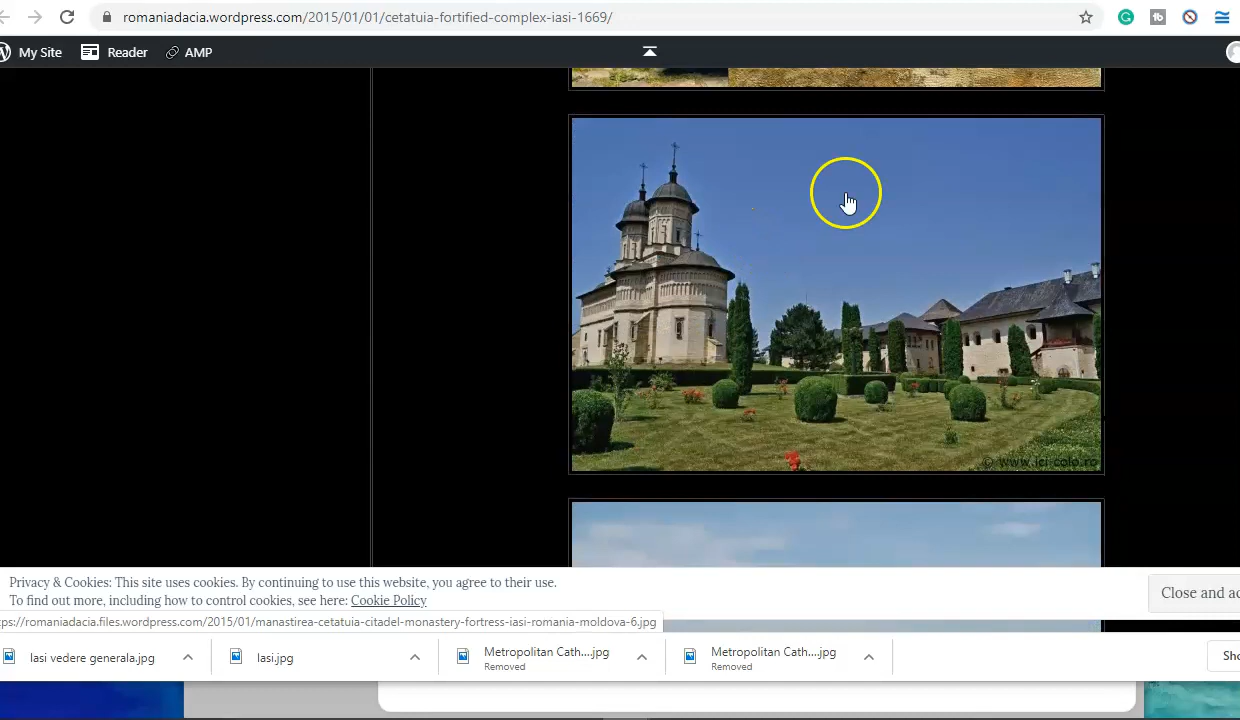 romaniadacia.wordpress.com/2015/01/01/cetatuia-fortified-complex-iasi-1669/
My Site Reader AMP
© www.ici-colo.ro
Privacy & Cookies: This site uses cookies. By continuing to use this website, you agree to their use.
To find out more, including how to control cookies, see here: Cookie Policy
Close and ac
ps://romaniadacia.files.wordpress.com/2015/01/manastirea-cetatuia-citadel-monastery-fortress-iasi-romania-moldova-6.jpg
Iasi vedere generala.jpg
Iasi.jpg
Metropolitan Cath....jpg
Removed
Metropolitan Cath....jpg
Removed
Sho